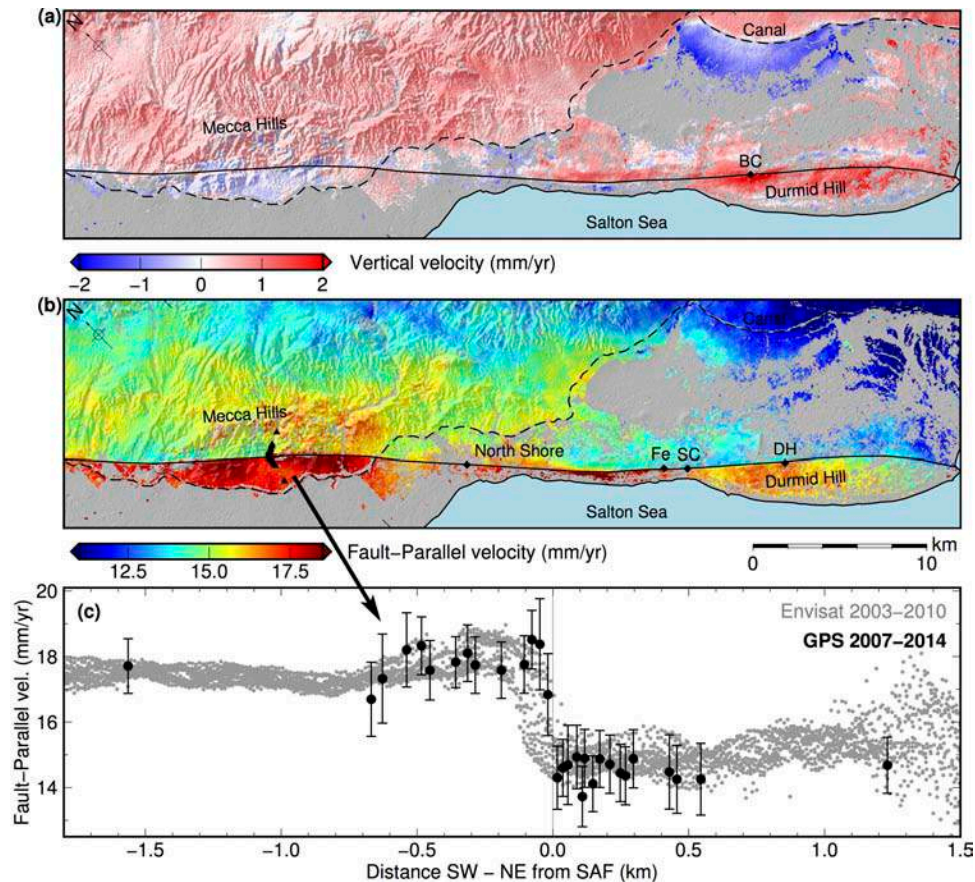 (a)
N
Canal
Mecca Hills
BC
Durmid Hill
Salton Sea
−2 −1 0 1 2
Vertical velocity (mm/yr)
(b)
N
Canal
Mecca Hills
North Shore
Fe SC
DH
Durmid Hill
Salton Sea
12.5 15.0 17.5
Fault−Parallel velocity (mm/yr)
km
0 10
(c)
Envisat 2003−2010
GPS 2007−2014
Fault−Parallel vel. (mm/yr)
20
18
16
14
−1.5 −1.0 −0.5 0.0 0.5 1.0 1.5
Distance SW − NE from SAF (km)